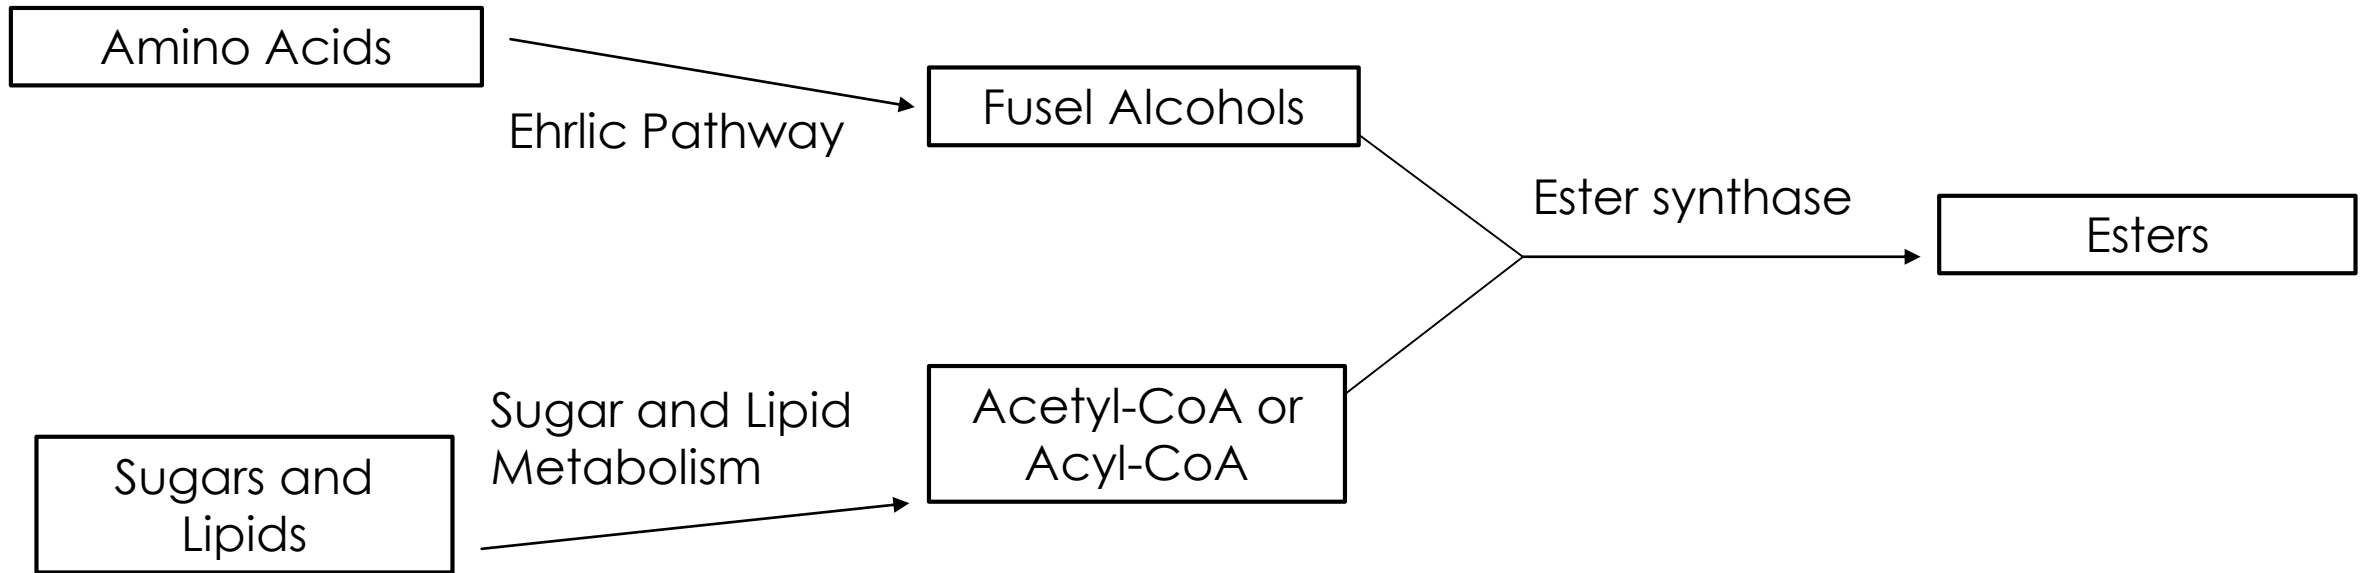 Amino Acids
Ehrlic Pathway
Fusel Alcohols
Ester synthase
Esters
Sugars and
Lipids
Sugar and Lipid
Metabolism
Acetyl-CoA or
Acyl-CoA